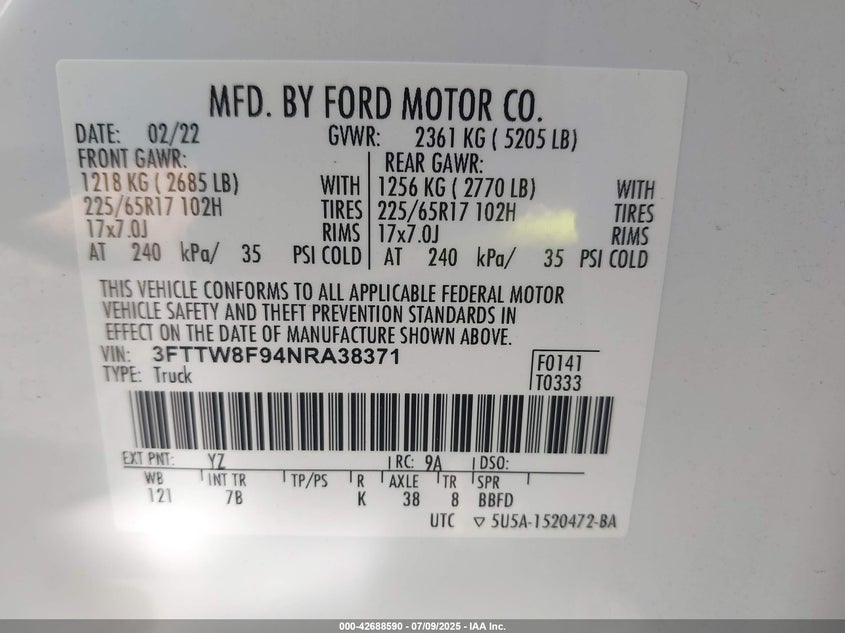 MFD. BY FORD MOTOR CO.
DATE: 02/22 GVWR: 2361 KG ( 5205 LB)
FRONT GAWR: REAR GAWR:
1218 KG ( 2685 LB) WITH 1256 KG ( 2770 LB) WITH
225/65R17 102H TIRES 225/65R17 102H TIRES
17x7.0J RIMS 17x7.0J RIMS
AT 240 kPa/ 35 PSI COLD AT 240 kPa/ 35 PSI COLD
THIS VEHICLE CONFORMS TO ALL APPLICABLE FEDERAL MOTOR
VEHICLE SAFETY AND THEFT PREVENTION STANDARDS IN
EFFECT ON THE DATE OF MANUFACTURE SHOWN ABOVE.
VIN: 3FTTW8F94NRA38371 F0141
TYPE: Truck T0333
EXT PNT: YZ RC: 9A DSO:
WB INT TR TP/PS R AXLE TR SPR
121 7B K 38 8 BBFD
UTC ▽ 5U5A-1520472-BA
000-42688590 - 07/09/2025 - IAA Inc.